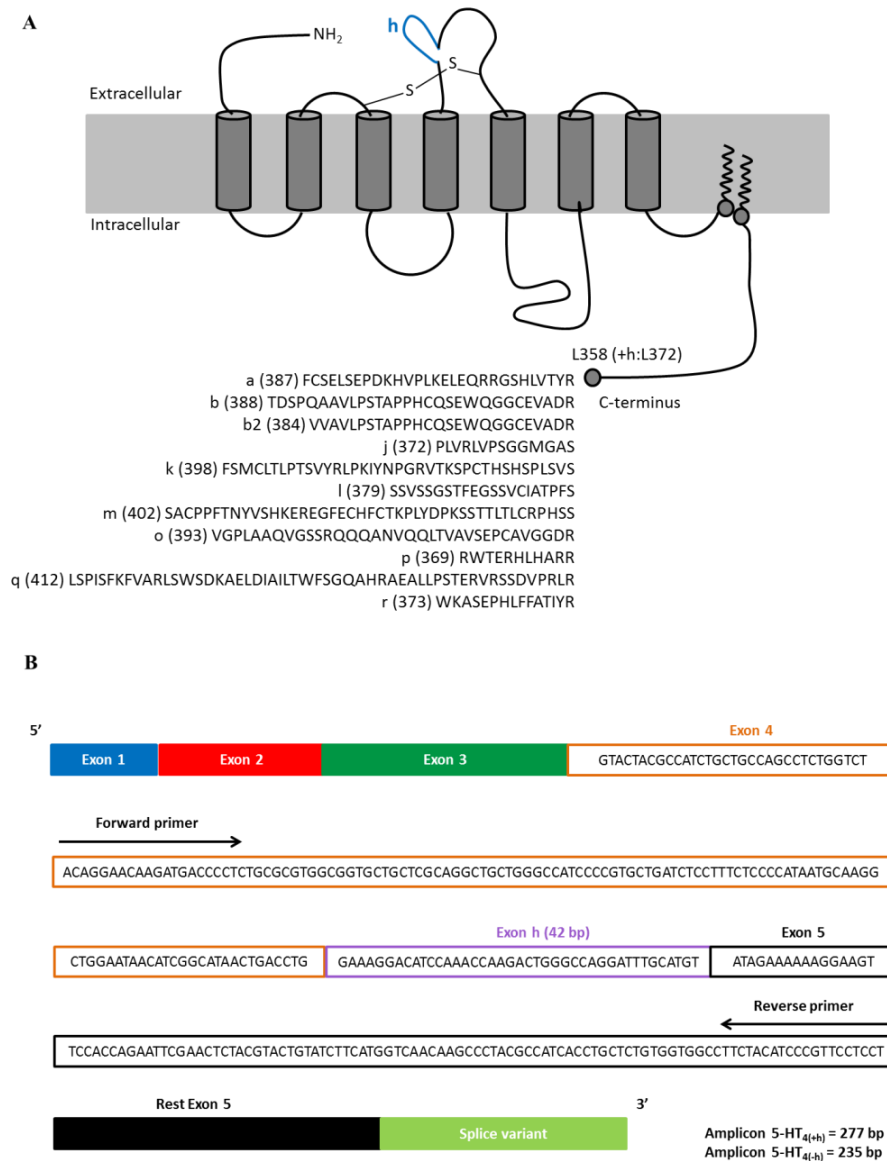 A
h
NH2
S
S
Extracellular
Intracellular
L358 (+h:L372)
C-terminus
a (387) FCSELSEPDKHVPLKELEQRRGSHLVTYR
b (388) TDSPQAAVLPSTAPPHCQSEWQGGCEVADR
b2 (384) VVAVLPSTAPPHCQSEWQGGCEVADR
j (372) PLVRLVPSGGMGAS
k (398) FSMCLTLPTSVYRLPKIYNPGRVTKSPCTHSHSPLSVS
l (379) SSVSSGSTFEGSSVCIATPFS
m (402) SACPPFTNYVSHKEREGFECHFCTKPLYDPKSSTTLTLCRPHSS
o (393) VGPLAAQVGSSRQQQANVQQLTVAVSEPCAVGGDR
p (369) RWTERHLHARR
q (412) LSPISFKFVARLSWSDKAELDIAILTWFSGQAHRAEALLPSTERVRSSDVPRLR
r (373) WKASEPHLFFATIYR
B
5’
Exon 4
Exon 1 Exon 2 Exon 3 GTACTACGCCATCTGCTGCCAGCCTCTGGTCT
Forward primer
ACAGGAACAAGATGACCCCTCTGCGCGTGGCGGTGCTGCTCGCAGGCTGCTGGGCCATCCCCGTGCTGATCTCCTTTCTCCCCATAATGCAAGG
Exon h (42 bp) Exon 5
CTGGAATAACATCGGCATAACTGACCTG GAAAGGACATCCAAACCAAGACTGGGCCAGGATTTGCATGT ATAGAAAAAAGGAAGT
Reverse primer
TCCACCAGAATTCGAACTCTACGTACTGTATCTTCATGGTCAACAAGCCCTACGCCATCACCTGCTCTGTGGTGGCCTTCTACATCCCGTTCCTCCT
Rest Exon 5 3’
Splice variant
Amplicon 5-HT4(+h) = 277 bp
Amplicon 5-HT4(-h) = 235 bp